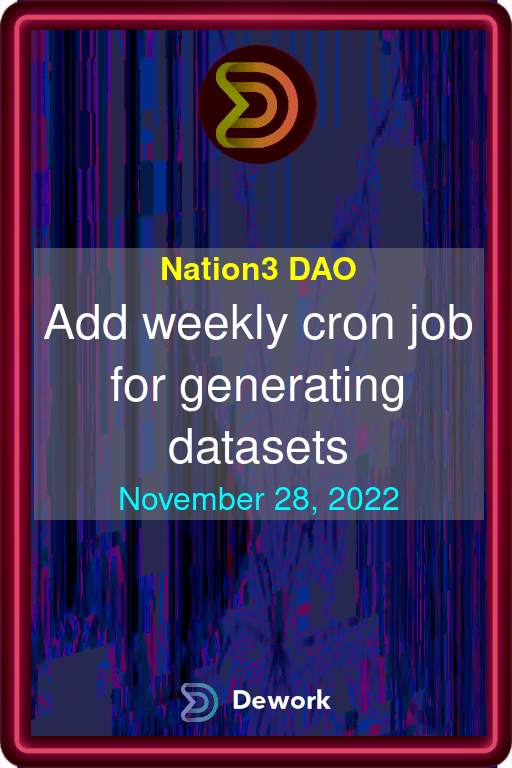 Nation3 DAO
Add weekly cron job
for generating
datasets
November 28, 2022
Dework